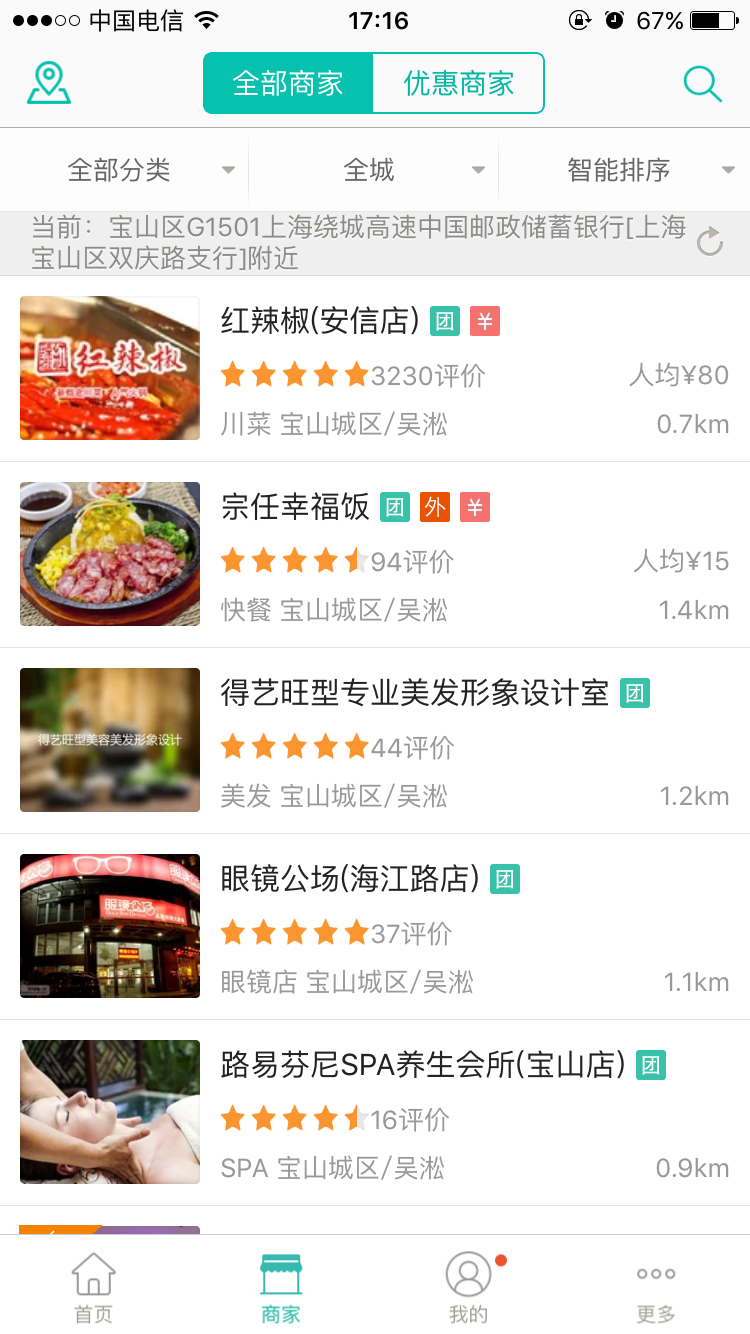 中国电信 17:16 67%
全部商家 优惠商家
全部分类 全城 智能排序
当前：宝山区G1501上海绕城高速中国邮政储蓄银行[上海
宝山区双庆路支行]附近
红辣椒
红辣椒(安信店) 团 ¥
3230评价 人均¥80
川菜 宝山城区/吴淞 0.7km
宗任幸福饭 团 外 ¥
94评价 人均¥15
快餐 宝山城区/吴淞 1.4km
得艺旺型专业美发形象设计室 团
得艺旺型美容美发形象设计
44评价
美发 宝山城区/吴淞 1.2km
眼镜公场(海江路店) 团
眼镜公场
37评价
眼镜店 宝山城区/吴淞 1.1km
路易芬尼SPA养生会所(宝山店) 团
16评价
SPA 宝山城区/吴淞 0.9km
首页 商家 我的 更多